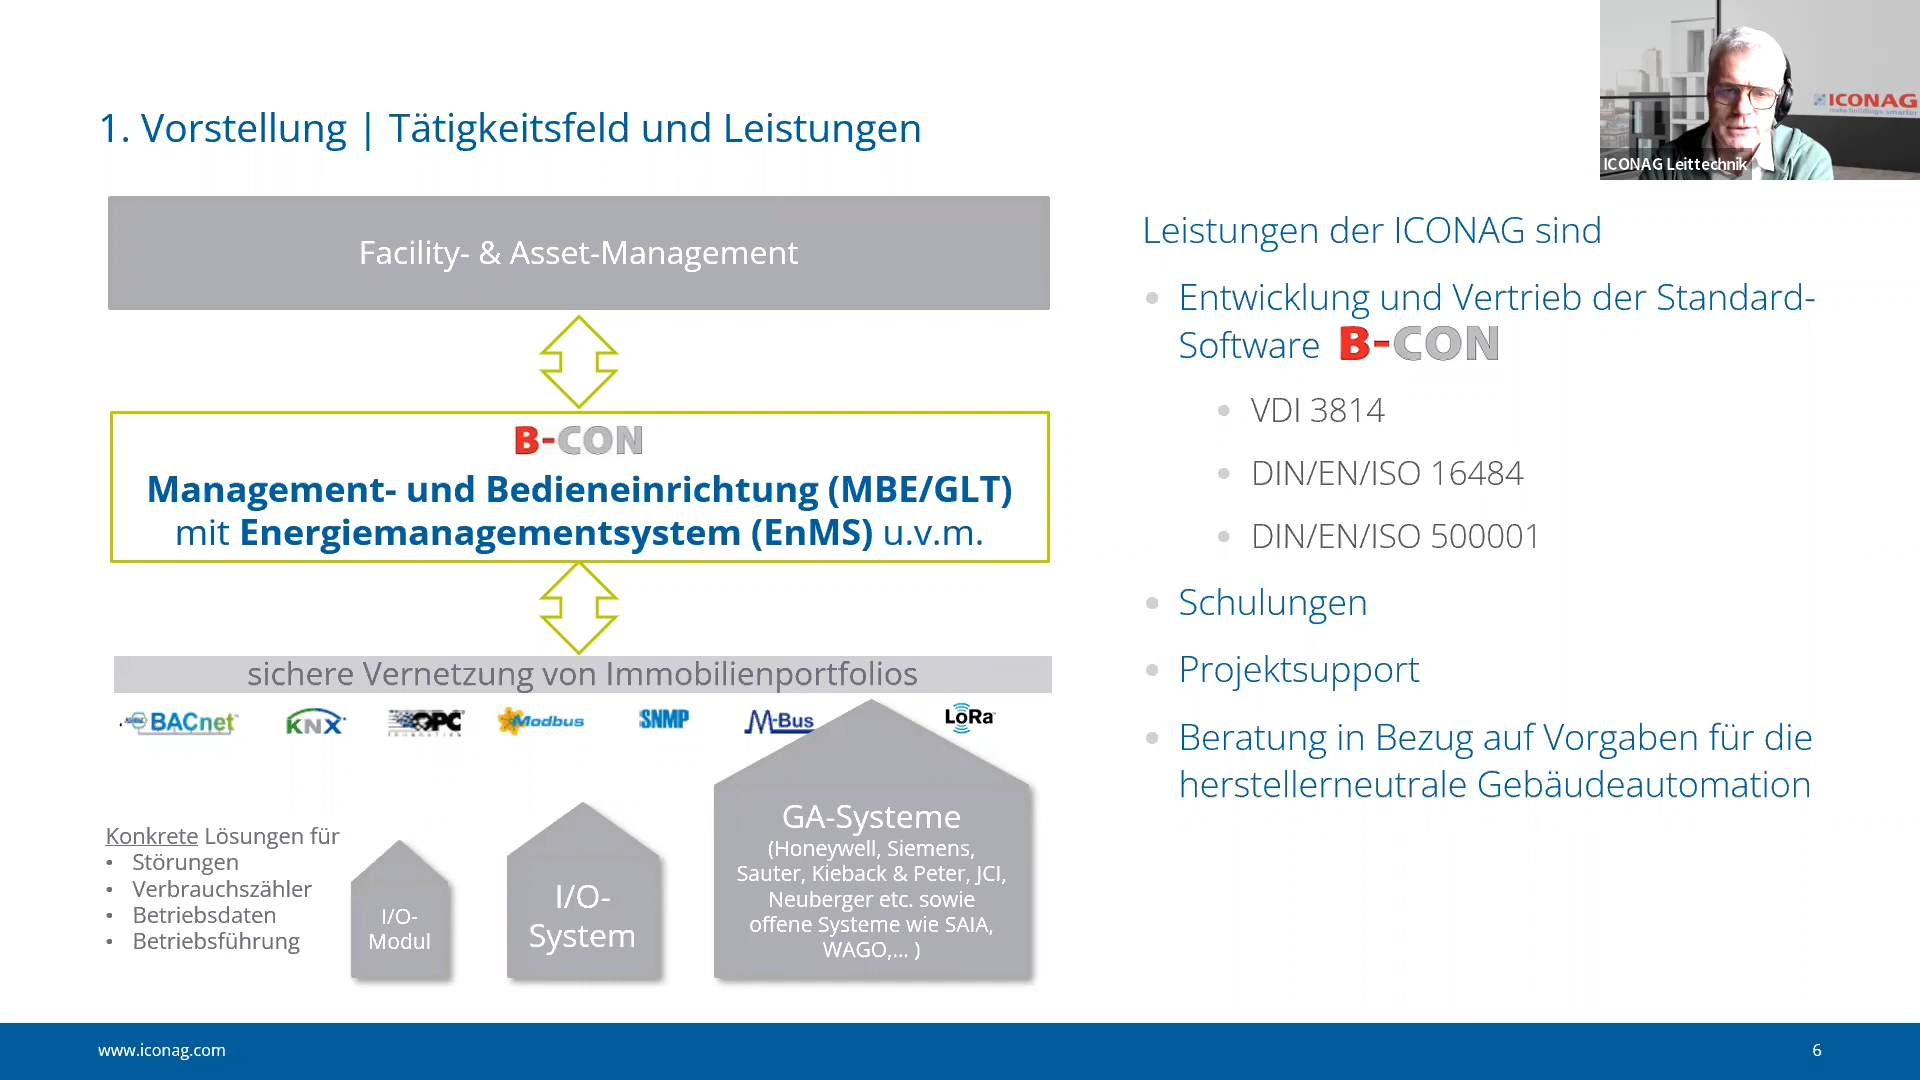 1. Vorstellung | Tätigkeitsfeld und Leistungen
ICONAG
make buildings smarter
ICONAG Leittechnik
Facility- & Asset-Management
B-CON
Management- und Bedieneinrichtung (MBE/GLT)
mit Energiemanagementsystem (EnMS) u.v.m.
sichere Vernetzung von Immobilienportfolios
BACnet KNX OPC Modbus SNMP M-Bus LoRa
Konkrete Lösungen für
• Störungen
• Verbrauchszähler
• Betriebsdaten
• Betriebsführung
I/O-
Modul
I/O-
System
GA-Systeme
(Honeywell, Siemens,
Sauter, Kieback & Peter, JCI,
Neuberger etc. sowie
offene Systeme wie SAIA,
WAGO,... )
Leistungen der ICONAG sind
• Entwicklung und Vertrieb der Standard-
Software B-CON
• VDI 3814
• DIN/EN/ISO 16484
• DIN/EN/ISO 500001
• Schulungen
• Projektsupport
• Beratung in Bezug auf Vorgaben für die
herstellerneutrale Gebäudeautomation
www.iconag.com
6